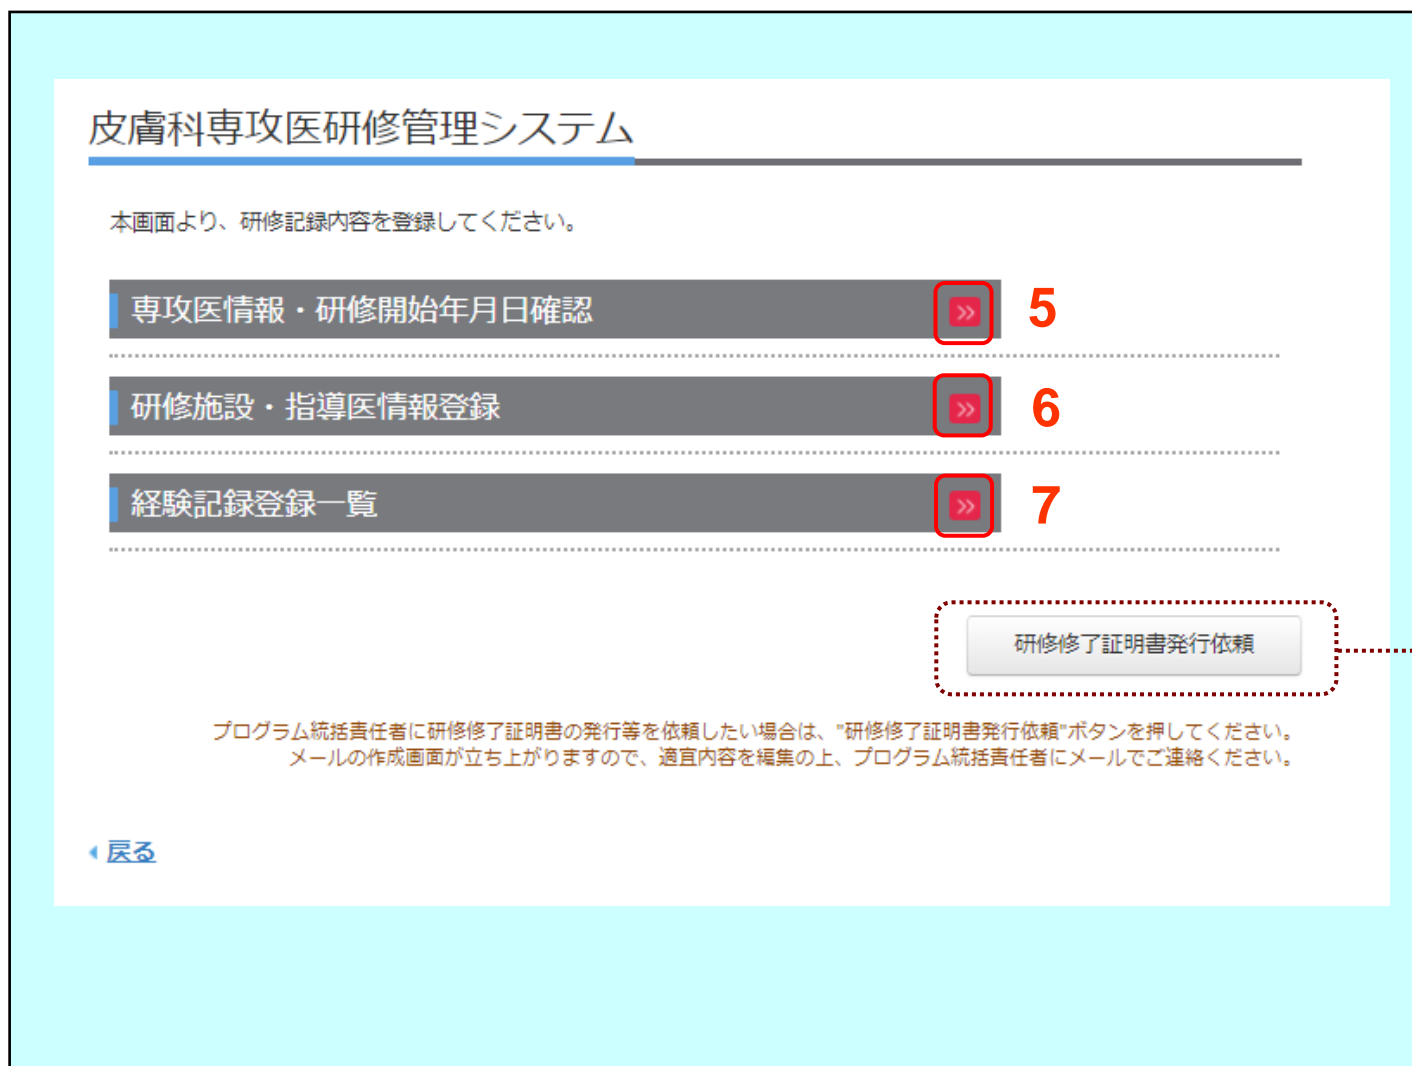 皮膚科専攻医研修管理システム
本画面より、研修記録内容を登録してください。
専攻医情報・研修開始年月日確認
5
研修施設・指導医情報登録
6
経験記録登録一覧
7
研修修了証明書発行依頼
プログラム統括責任者に研修修了証明書の発行等を依頼したい場合は、"研修修了証明書発行依頼"ボタンを押してください。
メールの作成画面が立ち上がりますので、適宜内容を編集の上、プログラム統括責任者にメールでご連絡ください。
戻る